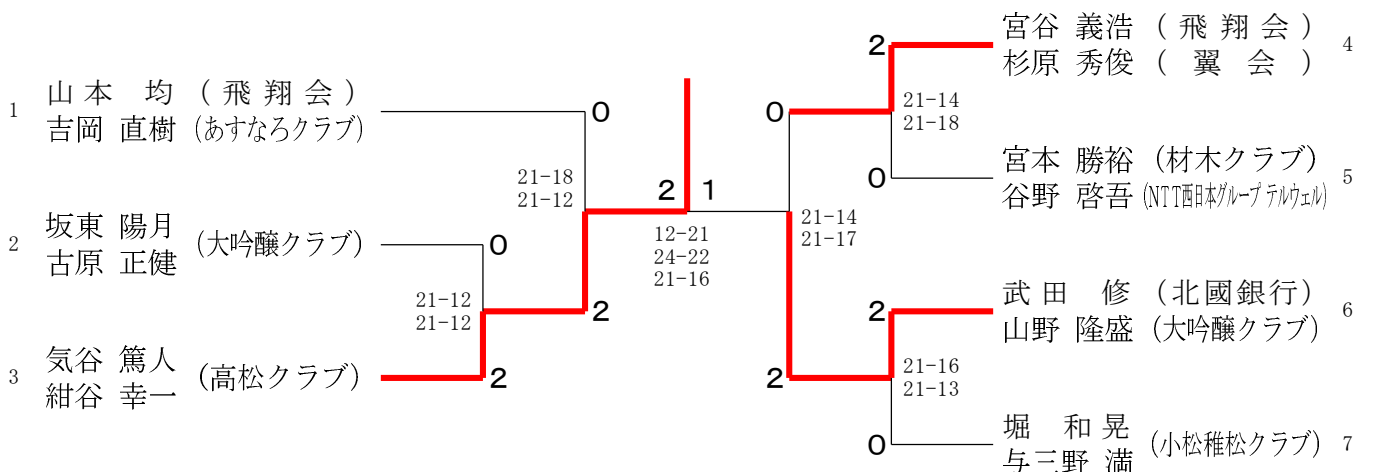 1
山本 均 (飛翔会)
吉岡 直樹 (あすなろクラブ)
0
21-18
21-12
2
坂東 陽月
古原 正健
(大吟醸クラブ)
0
21-12
21-12
2
3
気谷 篤人
紺谷 幸一
(高松クラブ)
2
2 1
12-21
24-22
21-16
宮谷 義浩 (飛翔会)
杉原 秀俊 (翼会)
4
2
0
21-14
21-18
宮本 勝裕 (材木クラブ)
谷野 啓吾 (NTT西日本グループ テルウェル)
5
0
21-14
21-17
武田 修 (北國銀行)
山野 隆盛 (大吟醸クラブ)
6
2
2
21-16
21-13
堀 和晃
与三野 満
(小松稚松クラブ)
7
0